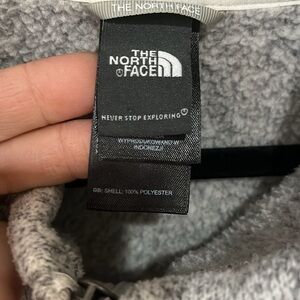 THE NORTH FACE
THE
NORTH
FACE
NEVER STOP EXPLORING
WYPRODUKOWANO W
INDONEZJI
GB: SHELL: 100% POLYESTER